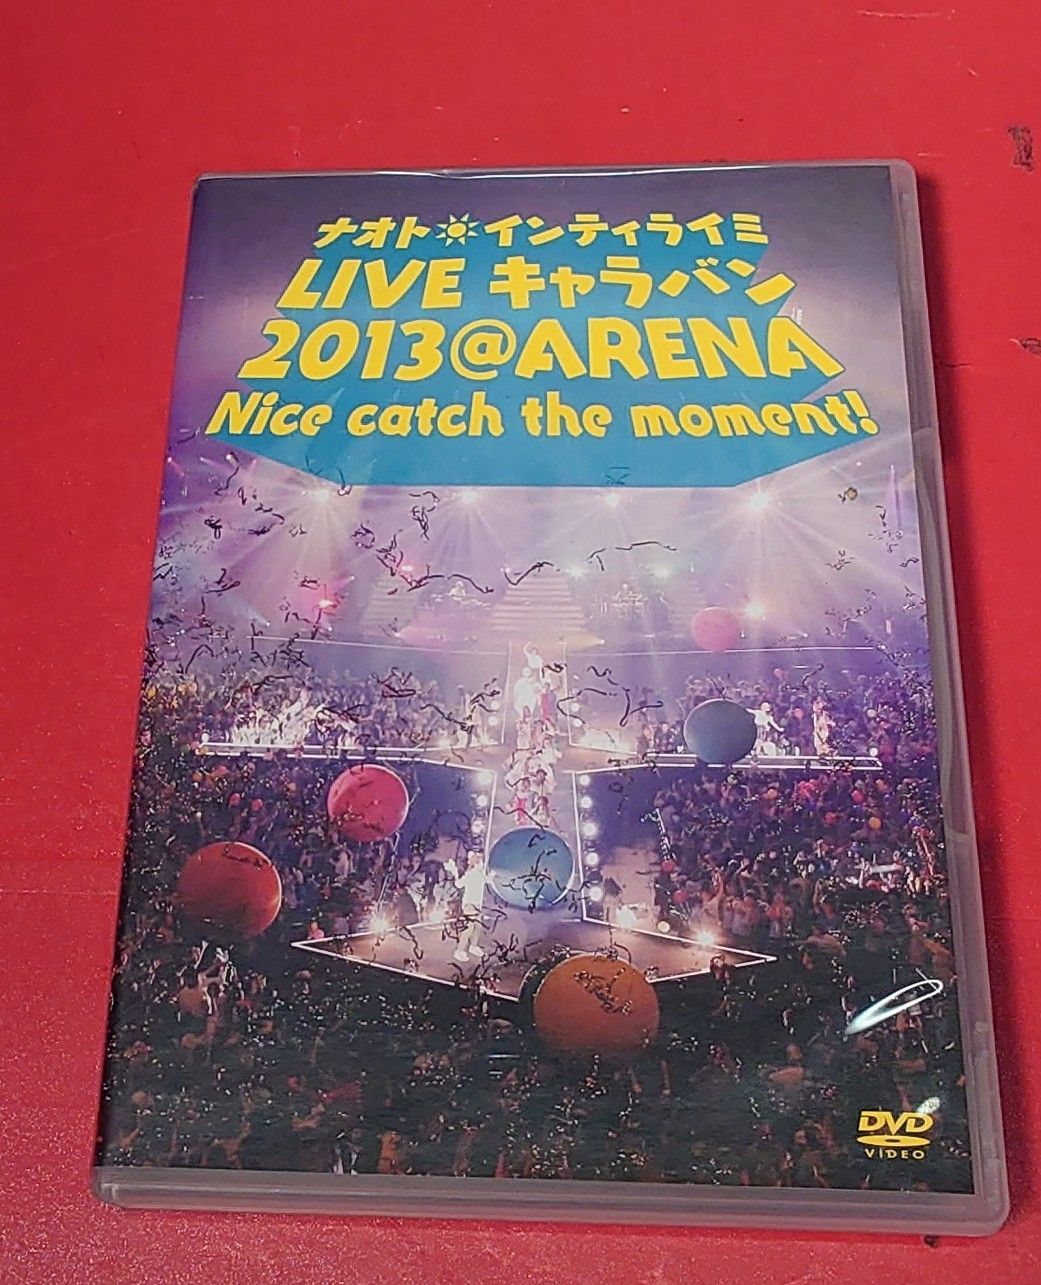 ナオト☀インティライミ
LIVE キャラバン
2013@ARENA
Nice catch the moment!
DVD
VIDEO